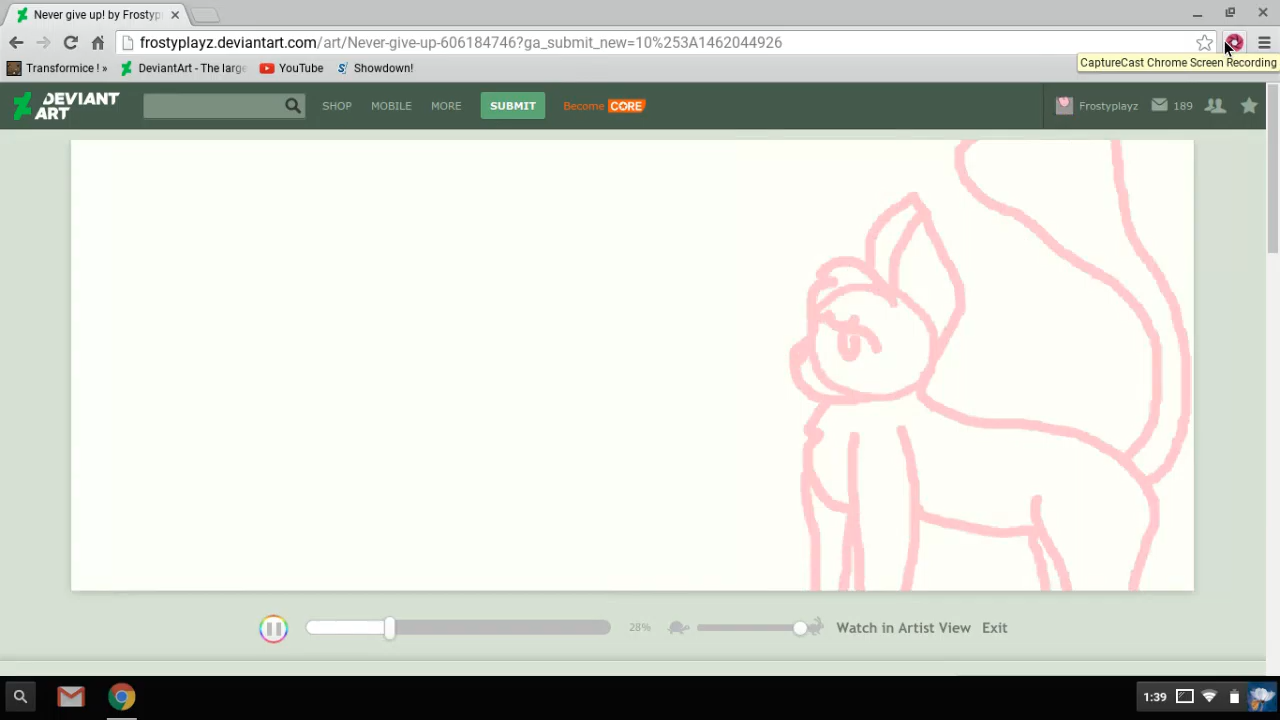 Never give up! by Frostyp
frostyplayz.deviantart.com/art/Never-give-up-606184746?ga_submit_new=10%253A1462044926
CaptureCast Chrome Screen Recording
Transformice ! »
DeviantArt - The large
YouTube
Showdown!
DEVIANT
ART
SHOP
MOBILE
MORE
SUBMIT
Become CORE
Frostyplayz
189
28%
Watch in Artist View
Exit
1:39